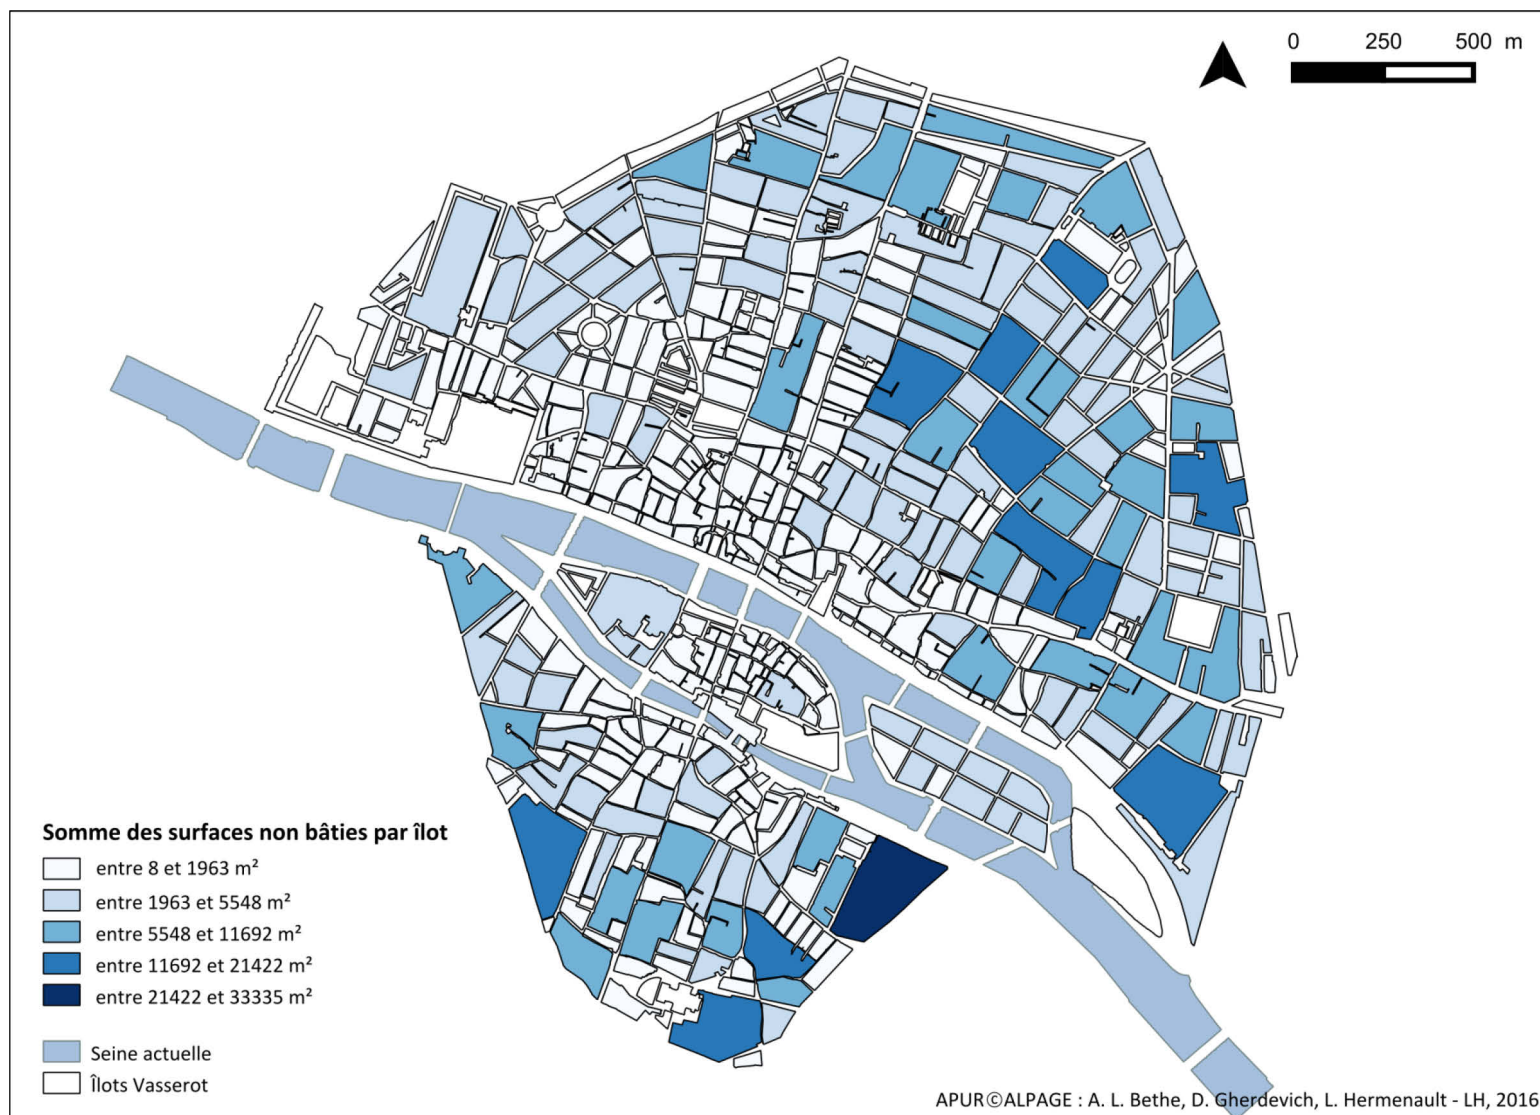 0 250 500 m
Somme des surfaces non bâties par îlot
entre 8 et 1963 m²
entre 1963 et 5548 m²
entre 5548 et 11692 m²
entre 11692 et 21422 m²
entre 21422 et 33335 m²
Seine actuelle
Îlots Vasserot
APUR©ALPAGE : A. L. Bethe, D. Gherdevich, L. Hermenault - LH, 2016